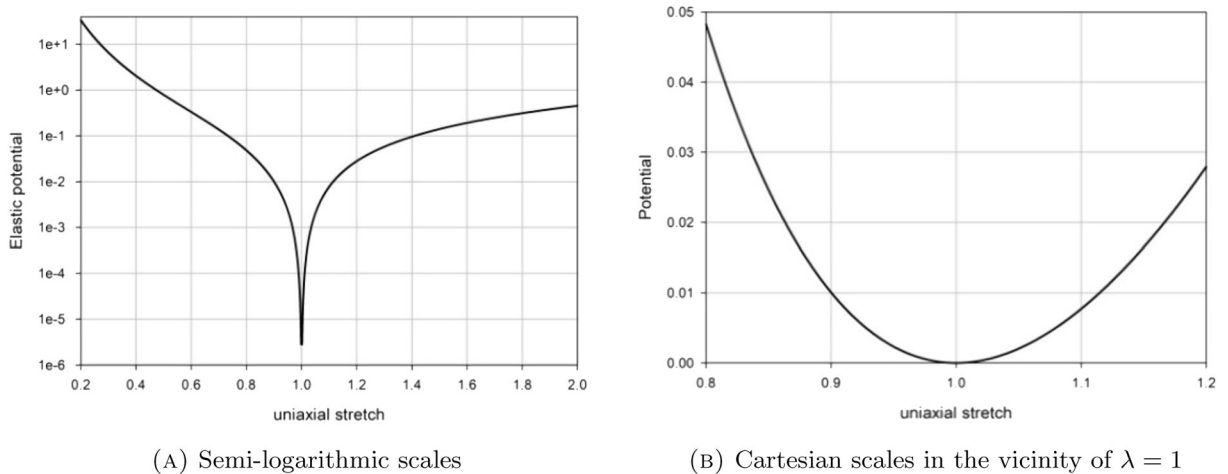 Elastic potential
1e+1
1e+0
1e-1
1e-2
1e-3
1e-4
1e-5
1e-6
0.2 0.4 0.6 0.8 1.0 1.2 1.4 1.6 1.8 2.0
uniaxial stretch
(A) Semi-logarithmic scales
Potential
0.05
0.04
0.03
0.02
0.01
0.00
0.8 0.9 1.0 1.1 1.2
uniaxial stretch
(B) Cartesian scales in the vicinity of λ = 1